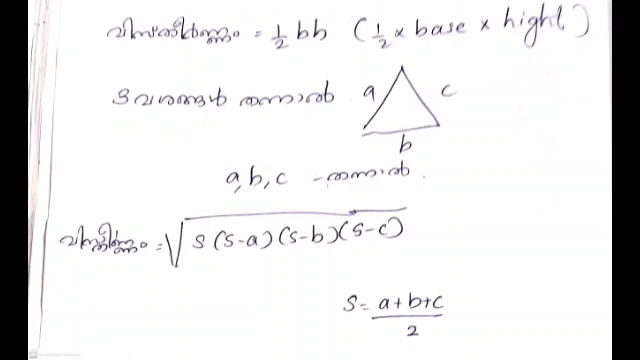 വിസ്തീർണ്ണം = 1/2 bh (1/2 x base x hight)
3 വശങ്ങൾ തന്നാൽ a c
b
a, b, c - തന്നാൽ.
വിസ്തീർണ്ണം = √s(s-a)(s-b)(s-c)
s = a+b+c/2